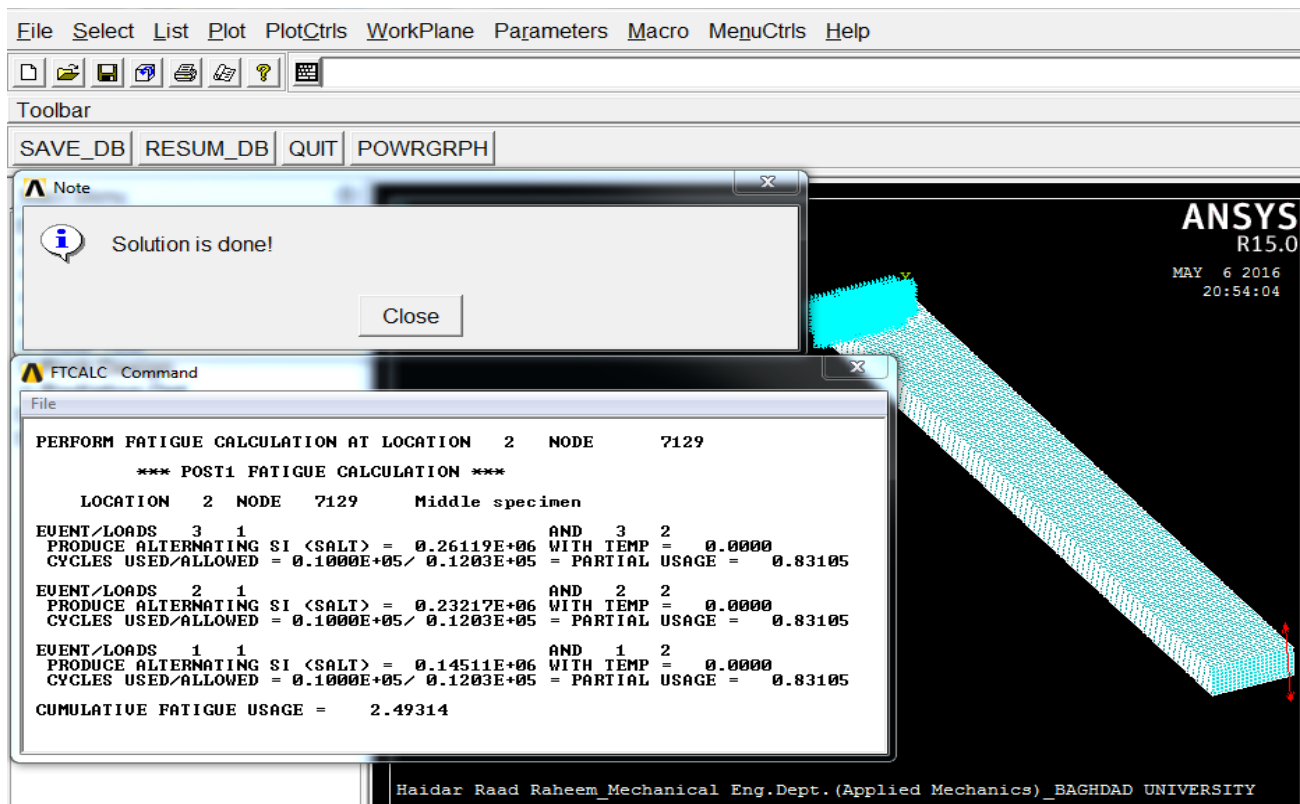 File Select List Plot PlotCtrls WorkPlane Parameters Macro MenuCtrls Help
Toolbar
SAVE_DB RESUM_DB QUIT POWRGRPH
Note
Solution is done!
Close
FTCALC Command
File
PERFORM FATIGUE CALCULATION AT LOCATION 2 NODE 7129
*** POST1 FATIGUE CALCULATION ***
LOCATION 2 NODE 7129 Middle specimen
EVENT/LOADS 3 1 AND 3 2
PRODUCE ALTERNATING SI (SALT) = 0.26119E+06 WITH TEMP = 0.0000
CYCLES USED/ALLOWED = 0.1000E+05/ 0.1203E+05 = PARTIAL USAGE = 0.83105
EVENT/LOADS 2 1 AND 2 2
PRODUCE ALTERNATING SI (SALT) = 0.23217E+06 WITH TEMP = 0.0000
CYCLES USED/ALLOWED = 0.1000E+05/ 0.1203E+05 = PARTIAL USAGE = 0.83105
EVENT/LOADS 1 1 AND 1 2
PRODUCE ALTERNATING SI (SALT) = 0.14511E+06 WITH TEMP = 0.0000
CYCLES USED/ALLOWED = 0.1000E+05/ 0.1203E+05 = PARTIAL USAGE = 0.83105
CUMULATIVE FATIGUE USAGE = 2.49314
ANSYS
R15.0
MAY 6 2016
20:54:04
Y
Haidar Raad Raheem_Mechanical Eng.Dept.(Applied Mechanics)_BAGHDAD UNIVERSITY